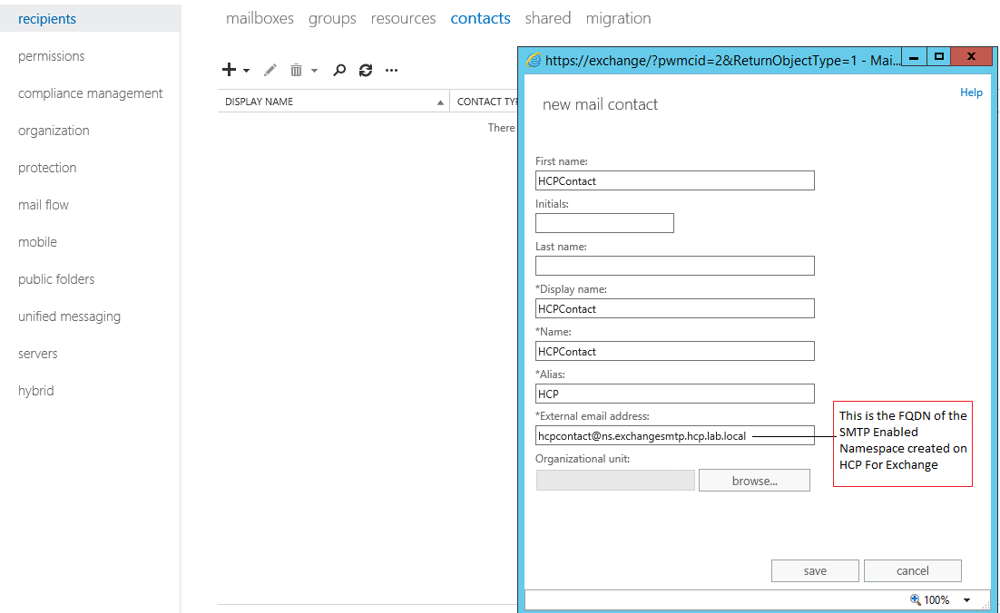 recipients
permissions
compliance management
organization
protection
mail flow
mobile
public folders
unified messaging
servers
hybrid
mailboxes groups resources contacts shared migration
DISPLAY NAME CONTACT TYP
There
https://exchange/?pwmcid=2&ReturnObjectType=1 - Mai...
Help
new mail contact
First name:
HCPContact
Initials:
Last name:
*Display name:
HCPContact
*Name:
HCPContact
*Alias:
HCP
*External email address:
hcpcontact@ns.exchangesmtp.hcp.lab.local
This is the FQDN of the
SMTP Enabled
Namespace created on
HCP For Exchange
Organizational unit:
browse...
save cancel
100%